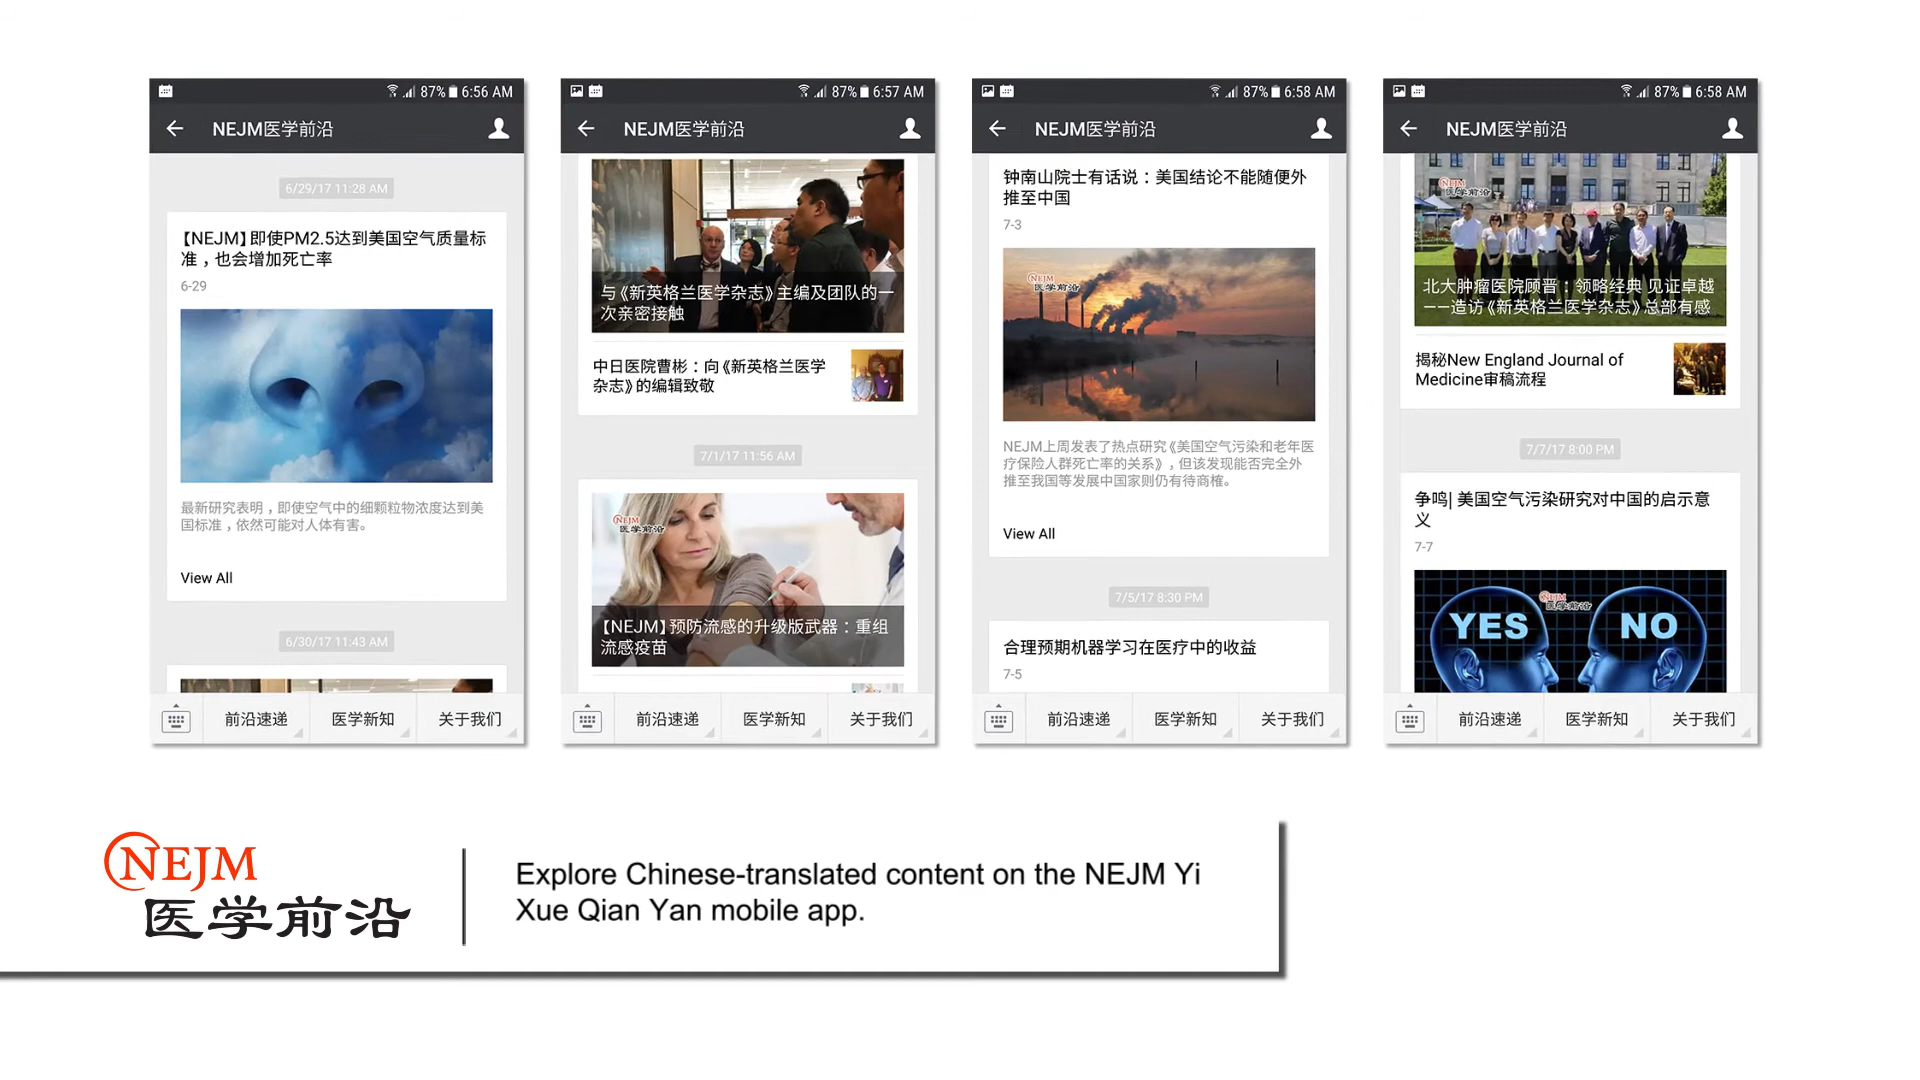 87% 6:56 AM
NEJM医学前沿
6/29/17 11:28 AM
【NEJM】即使PM2.5达到美国空气质量标
准，也会增加死亡率
6-29
最新研究表明，即使空气中的细颗粒物浓度达到美
国标准，依然可能对人体有害。
View All
6/30/17 11:43 AM
前沿速递 医学新知 关于我们
87% 6:57 AM
NEJM医学前沿
与《新英格兰医学杂志》主编及团队的一
次亲密接触
中日医院曹彬：向《新英格兰医学
杂志》的编辑致敬
7/1/17 11:56 AM
NEJM
医学前沿
【NEJM】预防流感的升级版武器：重组
流感疫苗
前沿速递 医学新知 关于我们
87% 6:58 AM
NEJM医学前沿
钟南山院士有话说：美国结论不能随便外
推至中国
7-3
NEJM
医学前沿
NEJM上周发表了热点研究《美国空气污染和老年医
疗保险人群死亡率的关系》，但该发现能否完全外
推至我国等发展中国家则仍有待商榷。
View All
7/5/17 8:30 PM
合理预期机器学习在医疗中的收益
7-5
前沿速递 医学新知 关于我们
87% 6:58 AM
NEJM医学前沿
NEJM
医学前沿
北大肿瘤医院顾晋：领略经典 见证卓越
——造访《新英格兰医学杂志》总部有感
揭秘New England Journal of
Medicine审稿流程
7/7/17 8:00 PM
争鸣| 美国空气污染研究对中国的启示意
义
7-7
NEJM
医学前沿
YES NO
前沿速递 医学新知 关于我们
NEJM
医学前沿
Explore Chinese-translated content on the NEJM Yi
Xue Qian Yan mobile app.